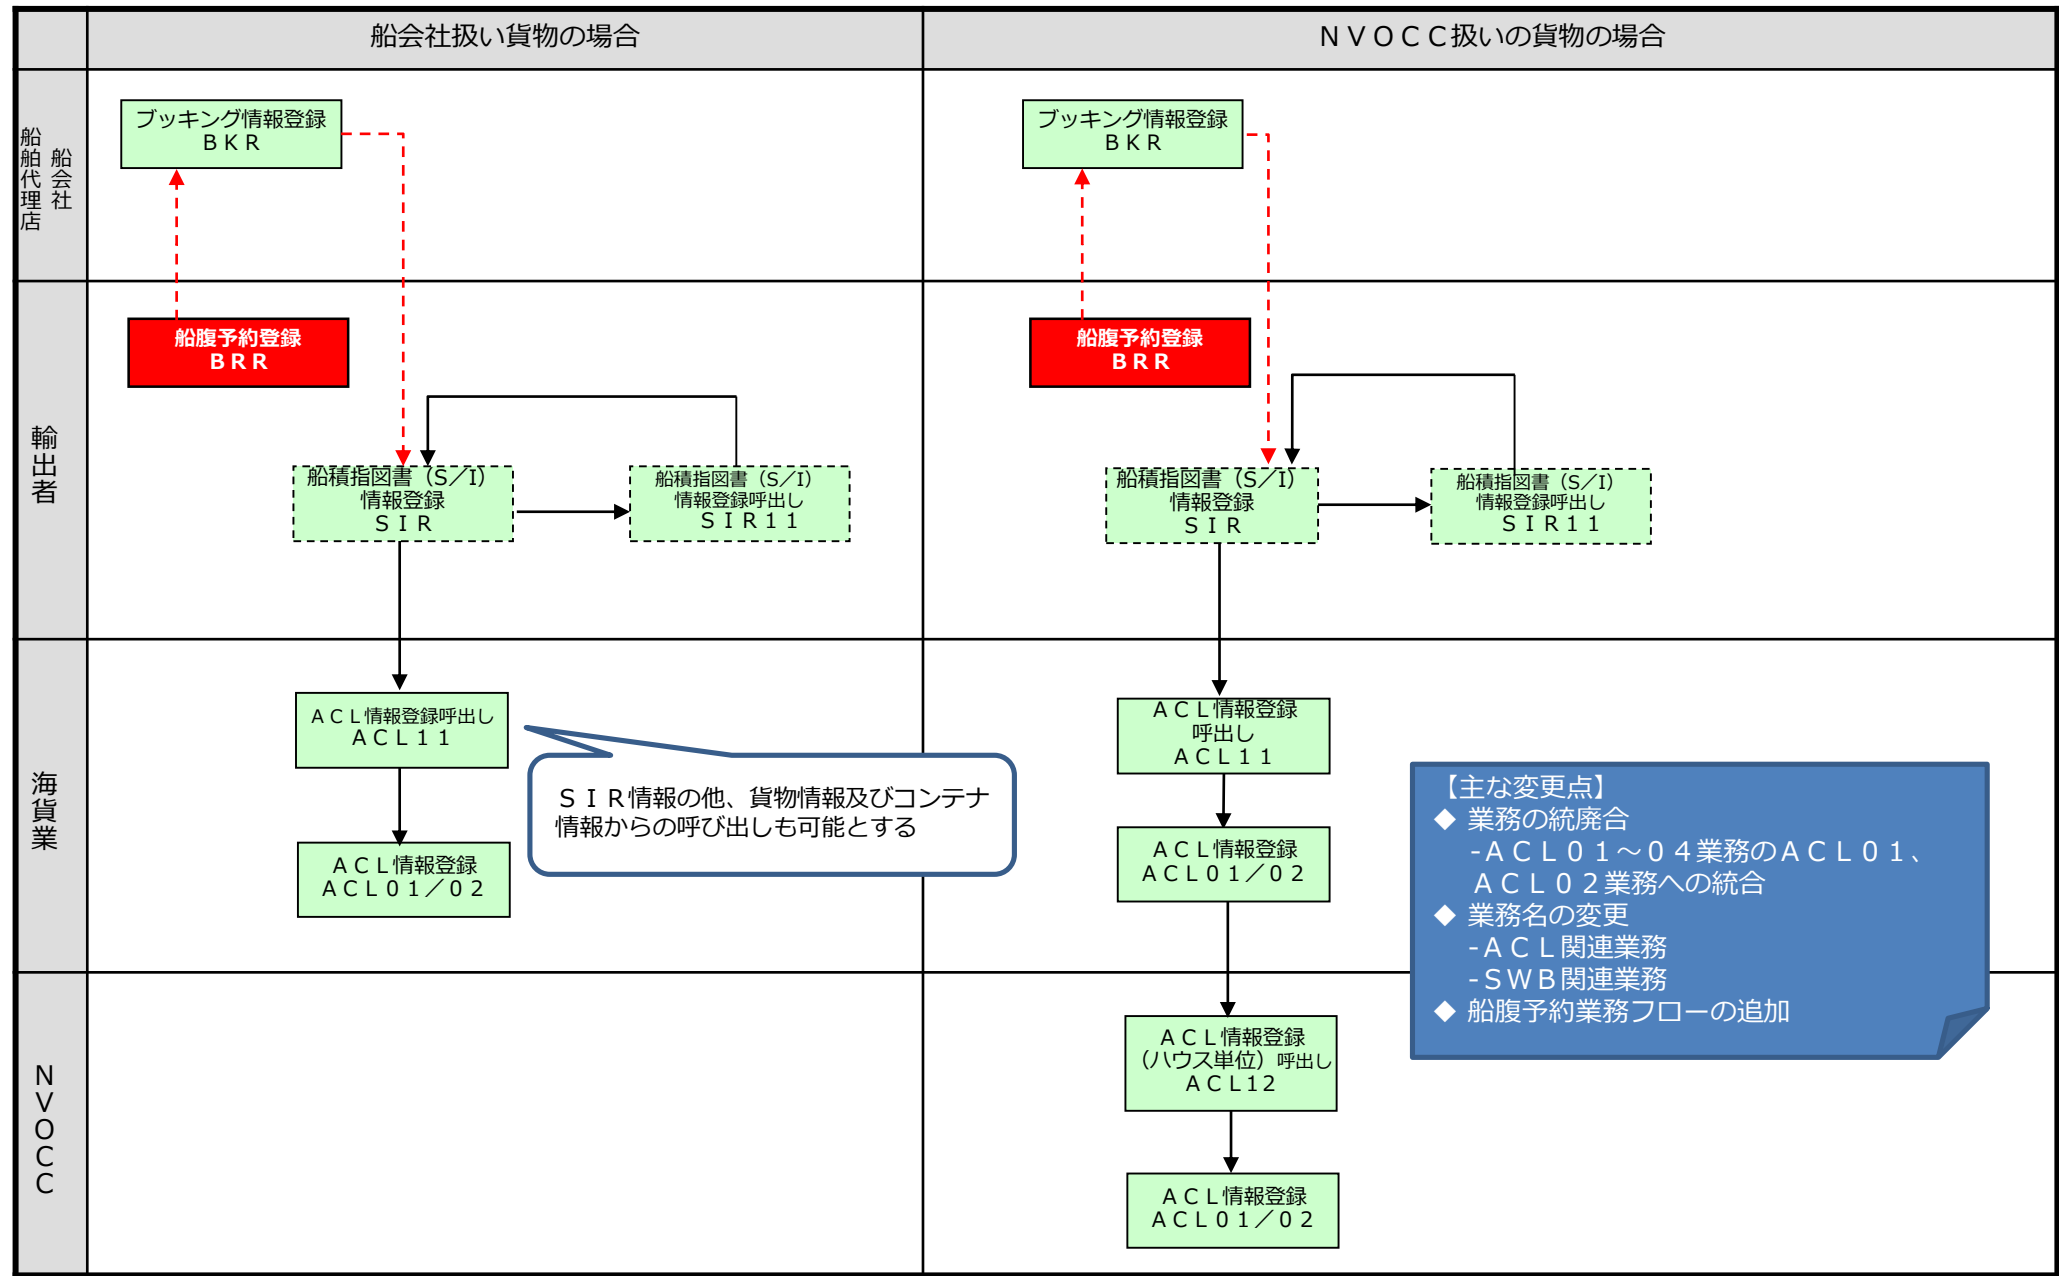 船会社扱い貨物の場合
ＮＶＯＣＣ扱いの貨物の場合
船会社
船舶代理店
ブッキング情報登録
ＢＫＲ
ブッキング情報登録
ＢＫＲ
輸出者
船腹予約登録
ＢＲＲ
船積指図書（S／I）
情報登録
ＳＩＲ
船積指図書（S／I）
情報登録呼出し
ＳＩＲ１１
船腹予約登録
ＢＲＲ
船積指図書（S／I）
情報登録
ＳＩＲ
船積指図書（S／I）
情報登録呼出し
ＳＩＲ１１
海貨業
ＡＣＬ情報登録呼出し
ＡＣＬ１１
ＳＩＲ情報の他、貨物情報及びコンテナ
情報からの呼び出しも可能とする
ＡＣＬ情報登録
ＡＣＬ０１／０２
ＡＣＬ情報登録
呼出し
ＡＣＬ１１
ＡＣＬ情報登録
ＡＣＬ０１／０２
【主な変更点】
◆ 業務の統廃合
-ＡＣＬ０１～０４業務のＡＣＬ０１、
ＡＣＬ０２業務への統合
◆ 業務名の変更
-ＡＣＬ関連業務
-ＳＷＢ関連業務
◆ 船腹予約業務フローの追加
ＮＶＯＣＣ
ＡＣＬ情報登録
（ハウス単位）呼出し
ＡＣＬ12
ＡＣＬ情報登録
ＡＣＬ０１／０２